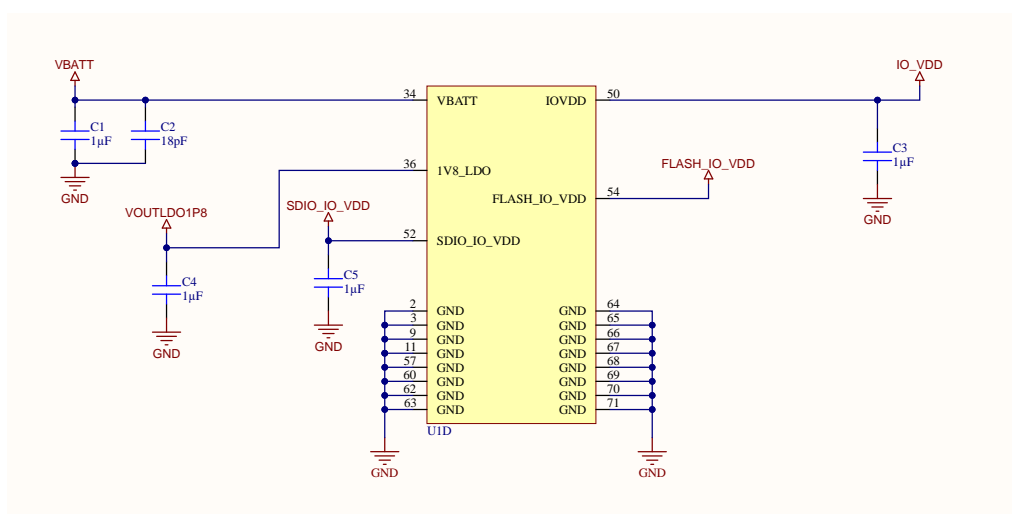 VBATT
IO_VDD
34
VBATT
IOVDD
50
C1
1µF
C2
18pF
C3
1µF
GND
GND
36
1V8_LDO
FLASH_IO_VDD
54
FLASH_IO_VDD
VOUTLDO1P8
SDIO_IO_VDD
52
SDIO_IO_VDD
C4
1µF
C5
1µF
GND
GND
2 GND GND 64
3 GND GND 65
9 GND GND 66
11 GND GND 67
57 GND GND 68
60 GND GND 69
62 GND GND 70
63 GND GND 71
U1D
GND
GND